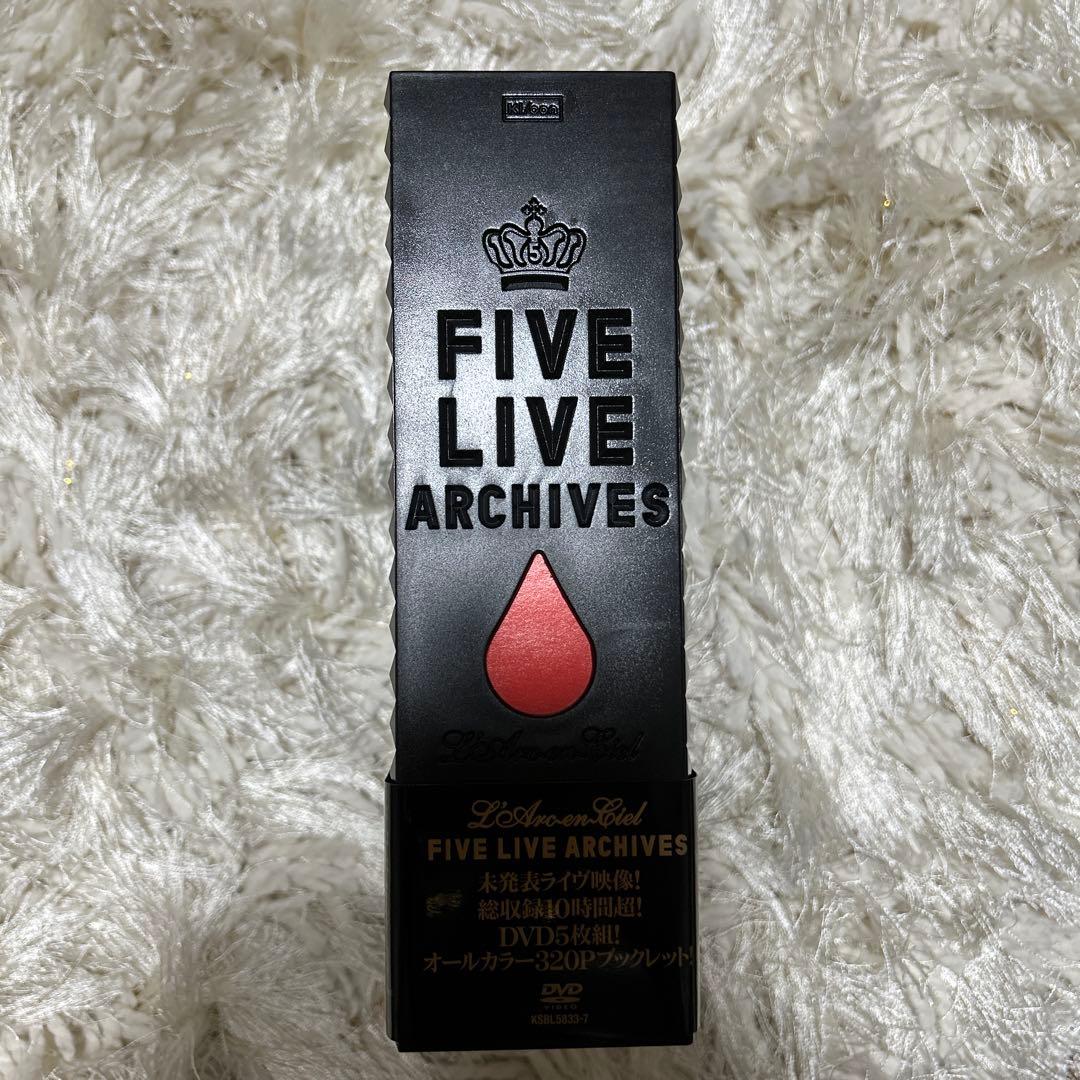 Ki/oon
5
FIVE
LIVE
ARCHIVES
L'Arc~en~Ciel
L'Arc~en~Ciel
FIVE LIVE ARCHIVES
未発表ライヴ映像!
総収録10時間超!
DVD5枚組!
オールカラー320Pブックレット!
DVD
VIDEO
KSBL5833-7